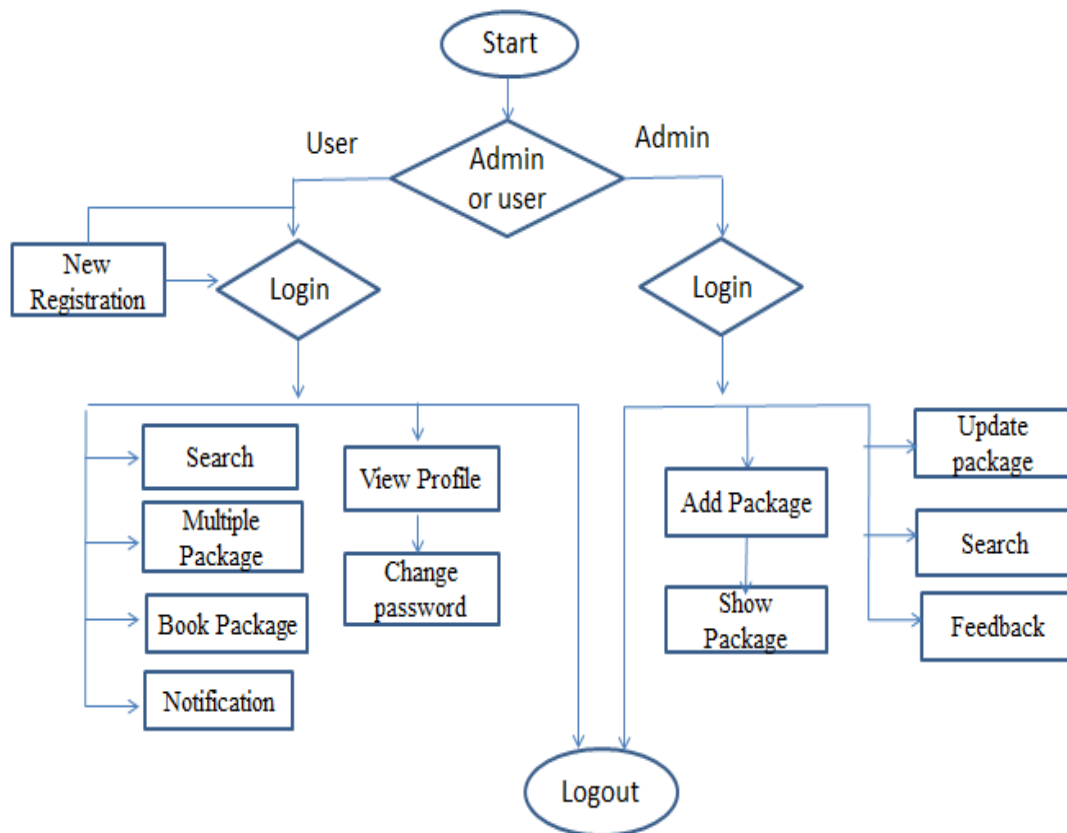 Start
User
Admin
Admin
or user
New
Registration
Login
Login
Search
View Profile
Add Package
Update
package
Multiple
Package
Change
password
Show
Package
Search
Book Package
Feedback
Notification
Logout